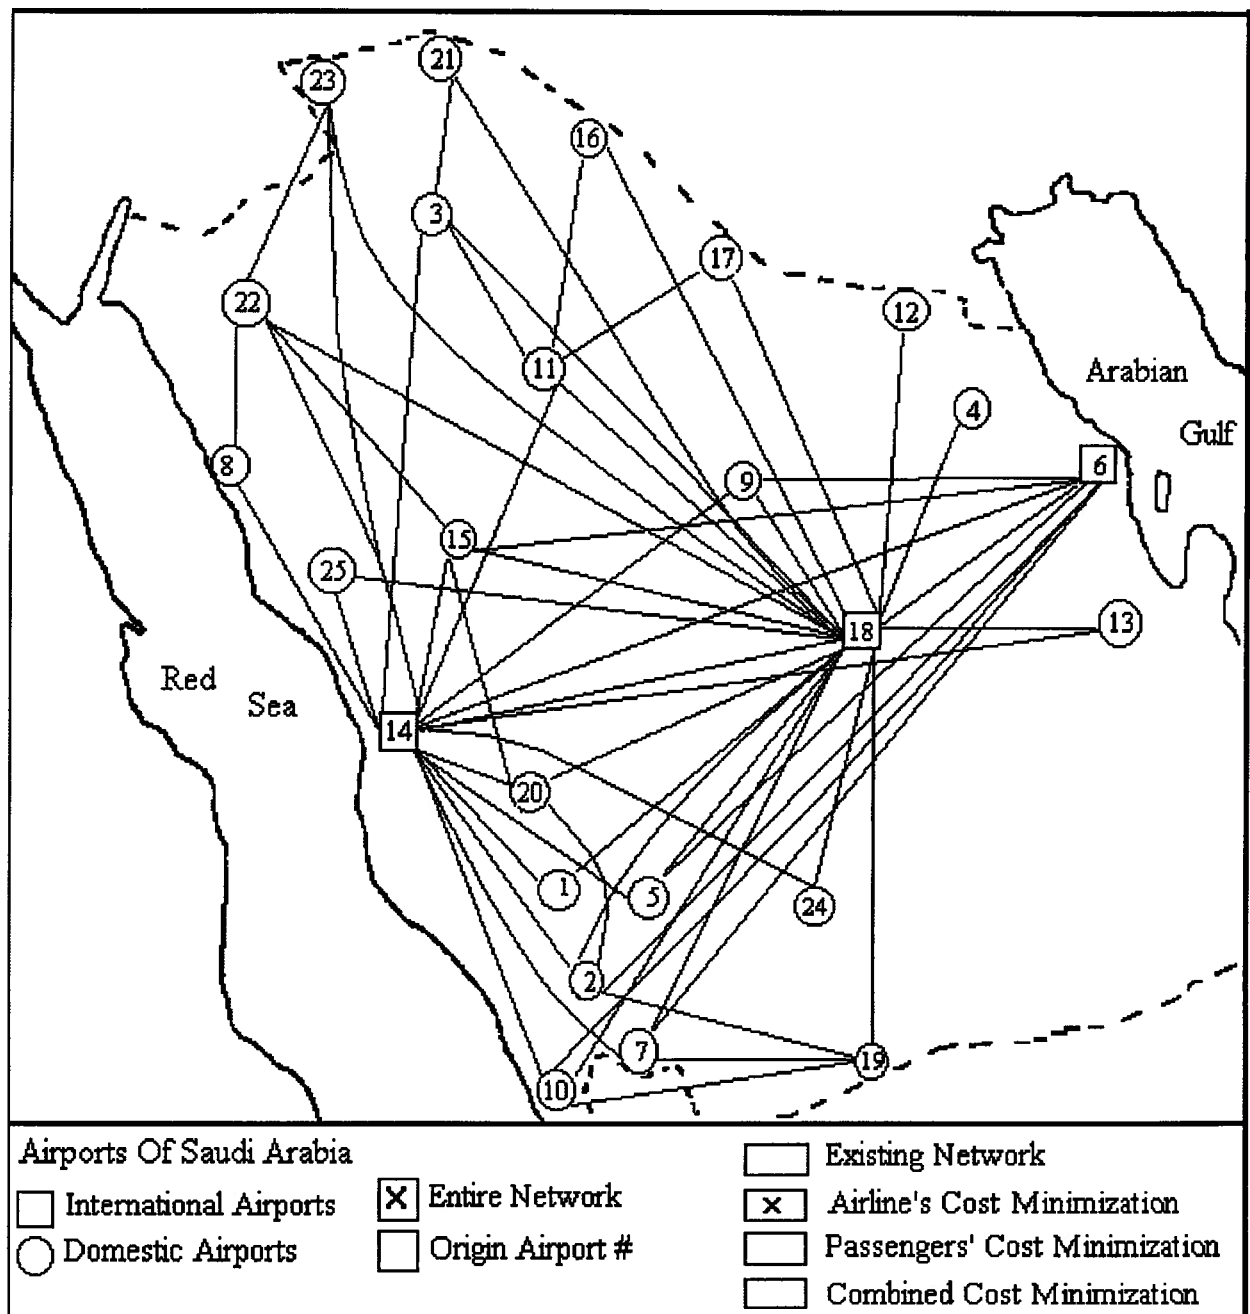 21
23
16
3
17
22
12
11
Arabian
4
Gulf
8
9
6
15
25
18
13
Red
Sea
14
20
1
5
24
2
7
19
10
Airports Of Saudi Arabia
International Airports
Domestic Airports
X Entire Network
Origin Airport #
Existing Network
X Airline's Cost Minimization
Passengers' Cost Minimization
Combined Cost Minimization